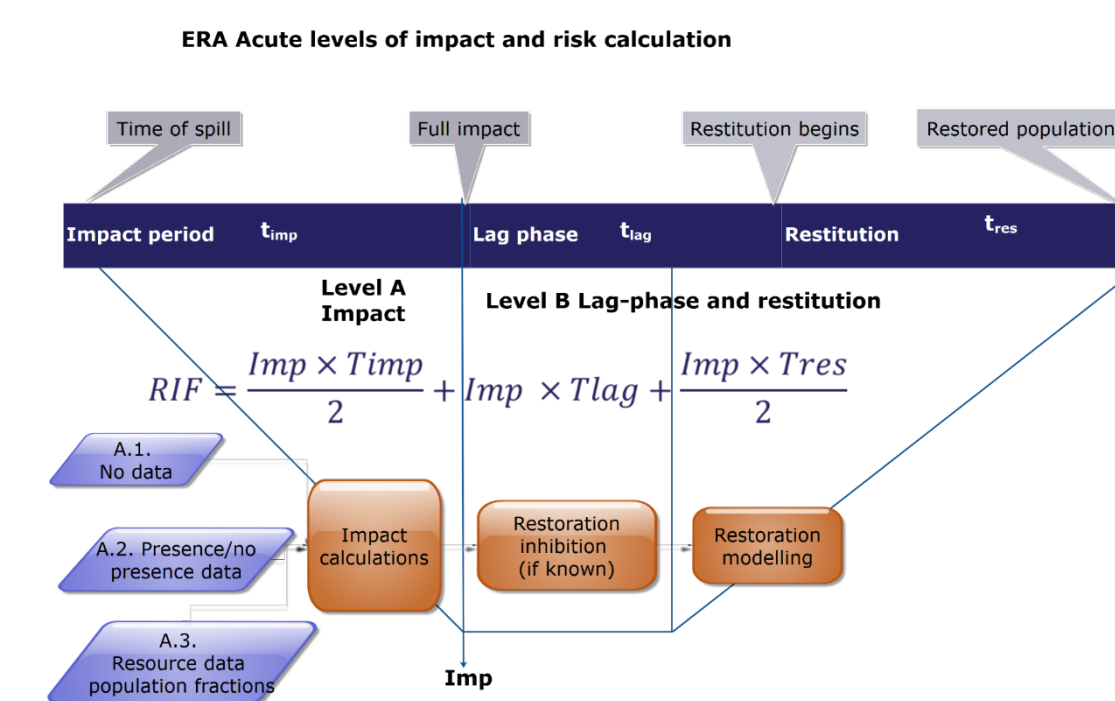 ERA Acute levels of impact and risk calculation
Time of spill
Full impact
Restitution begins
Restored population
Impact period t_imp
Lag phase t_lag
Restitution t_res
Level A
Impact
Level B Lag-phase and restitution
RIF = (Imp × Timp)/2 + Imp × Tlag + (Imp × Tres)/2
A.1.
No data
A.2. Presence/no
presence data
A.3.
Resource data
population fractions
Impact
calculations
Restoration
inhibition
(if known)
Restoration
modelling
Imp